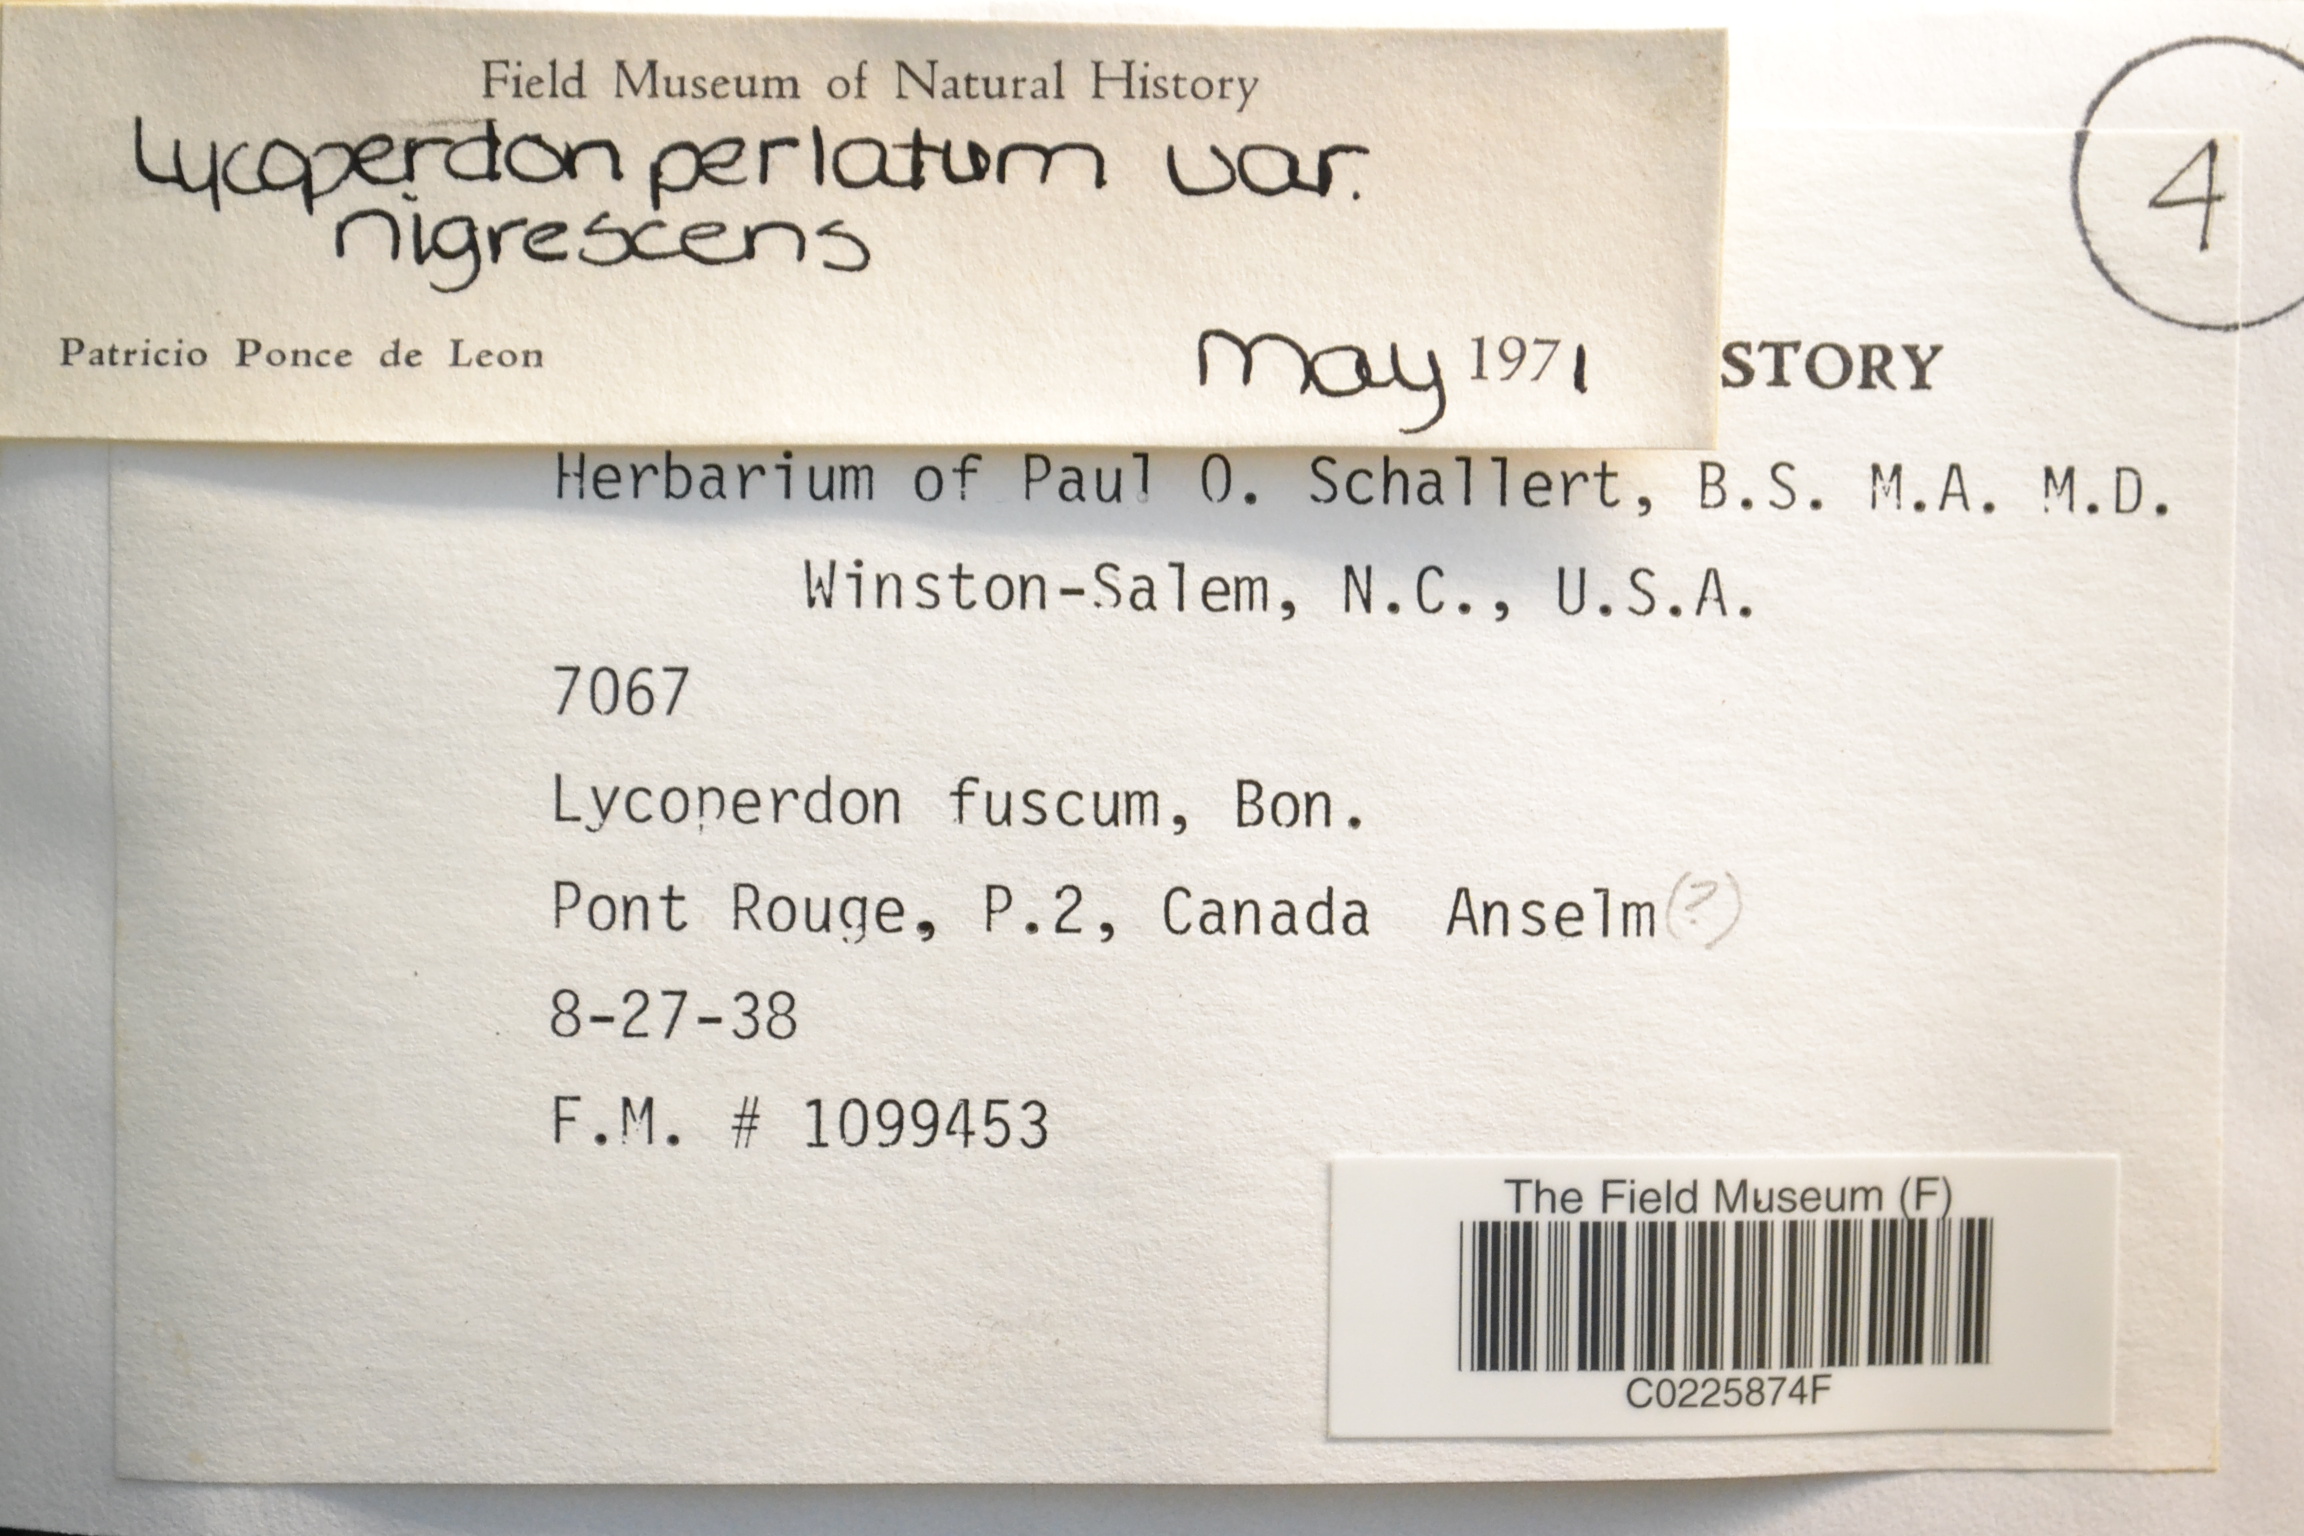 Field Museum of Natural History
Lycoperdon perlatum var.
nigrescens
Patricio Ponce de Leon May 1971
4
STORY
Herbarium of Paul O. Schallert, B.S. M.A. M.D.
Winston-Salem, N.C., U.S.A.
7067
Lycoperdon fuscum, Bon.
Pont Rouge, P.2, Canada Anselm(?)
8-27-38
F.M. # 1099453
The Field Museum (F)
C0225874F